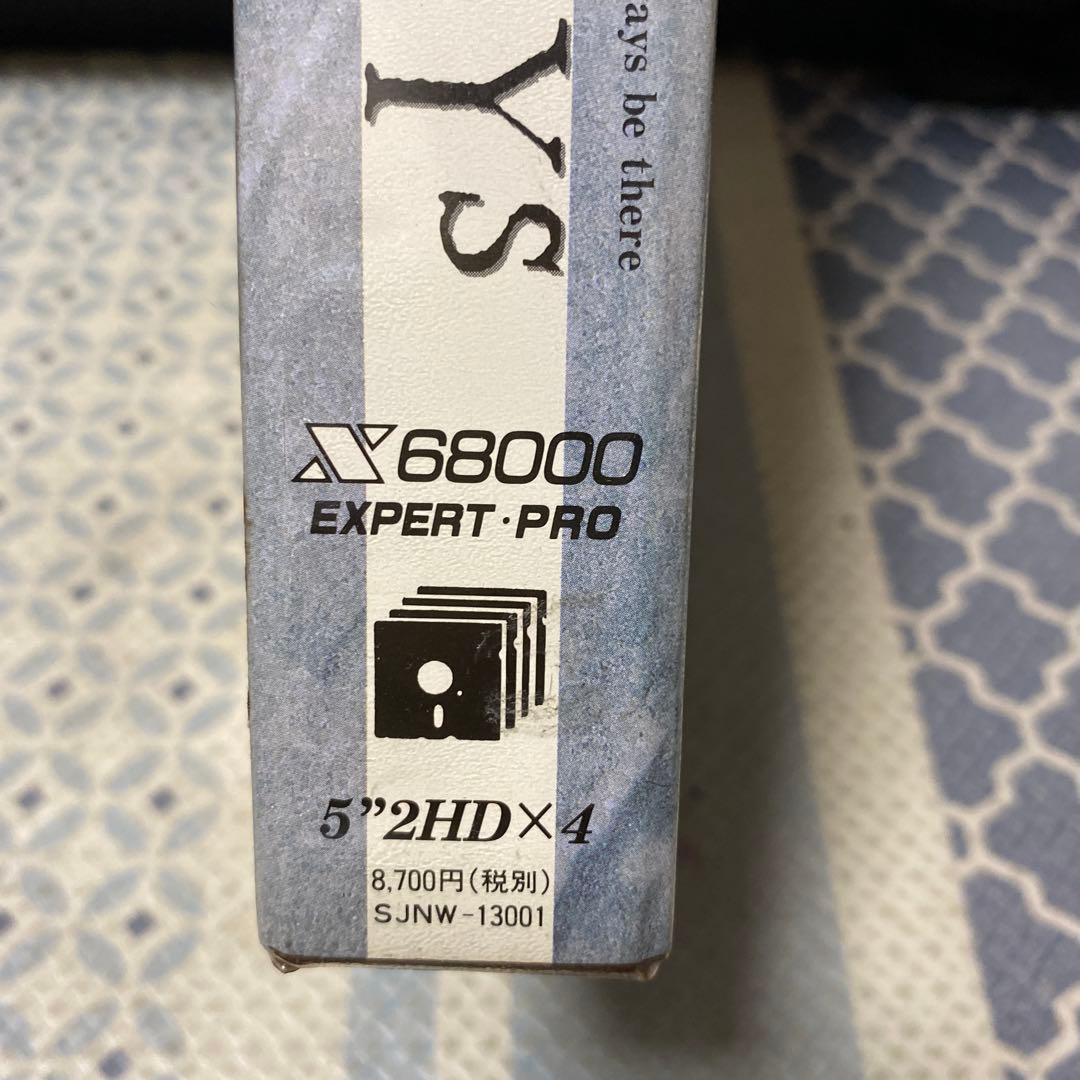 YS
ays be there
X68000
EXPERT・PRO
5”2HD×4
8,700円(税別)
SJNW-13001